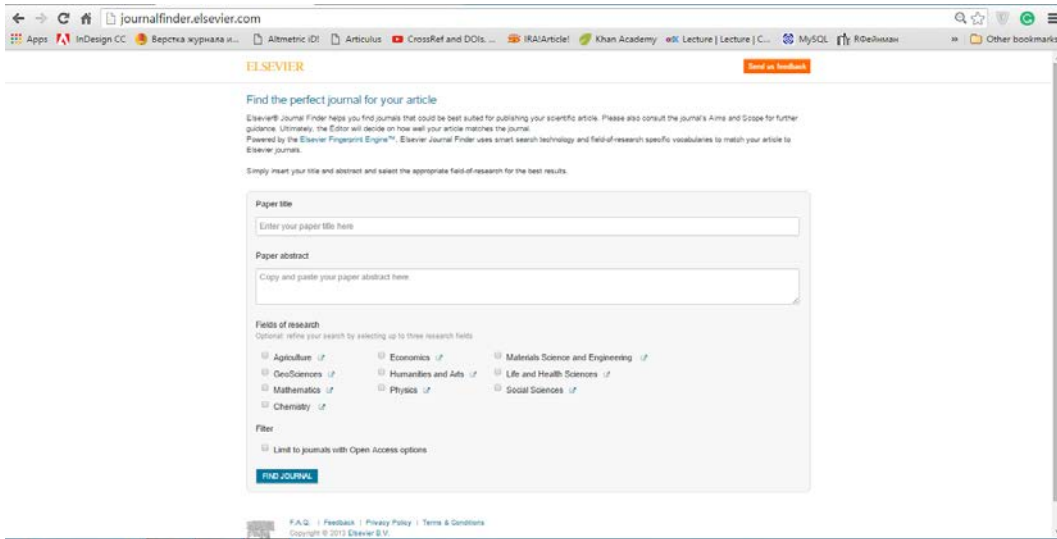 journalfinder.elsevier.com
Apps InDesign CC Верстка журнала и... Altmetric iD! Articulus CrossRef and DOIs. ... IRA!Article! Khan Academy Lecture | Lecture | C... MySQL RФейнман » Other bookmarks
ELSEVIER Send us feedback
Find the perfect journal for your article
Elsevier® Journal Finder helps you find journals that could be best suited for publishing your scientific article. Please also consult the journal's Aims and Scope for further
guidance. Ultimately, the Editor will decide on how well your article matches the journal.
Powered by the Elsevier Fingerprint Engine™, Elsevier Journal Finder uses smart search technology and field-of-research specific vocabularies to match your article to
Elsevier journals.
Simply insert your title and abstract and select the appropriate field-of-research for the best results.
Paper title
Enter your paper title here
Paper abstract
Copy and paste your paper abstract here
Fields of research
Optional: refine your search by selecting up to three research fields
Agriculture Economics Materials Science and Engineering
GeoSciences Humanities and Arts Life and Health Sciences
Mathematics Physics Social Sciences
Chemistry
Filter
Limit to journals with Open Access options
FIND JOURNAL
F.A.Q. | Feedback | Privacy Policy | Terms & Conditions
Copyright © 2013 Elsevier B.V.